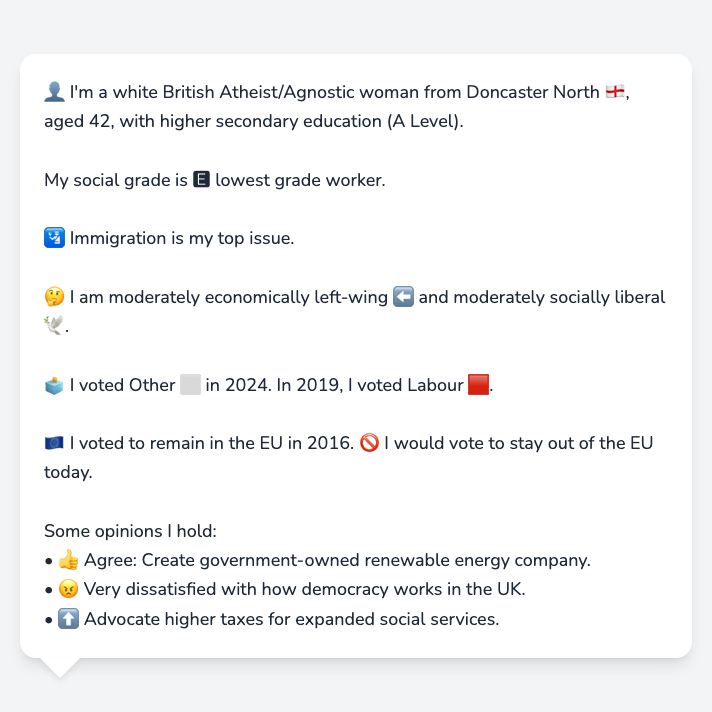 👤 I'm a white British Atheist/Agnostic woman from Doncaster North 🏴󠁧󠁢󠁥󠁮󠁧󠁿,
aged 42, with higher secondary education (A Level).
My social grade is 🅴 lowest grade worker.
🛂 Immigration is my top issue.
🤔 I am moderately economically left-wing ⬅️ and moderately socially liberal
🕊️.
🗳️ I voted Other ⬜ in 2024. In 2019, I voted Labour 🟥.
🇪🇺 I voted to remain in the EU in 2016. 🚫 I would vote to stay out of the EU
today.
Some opinions I hold:
• 👍 Agree: Create government-owned renewable energy company.
• 😠 Very dissatisfied with how democracy works in the UK.
• ⬆️ Advocate higher taxes for expanded social services.